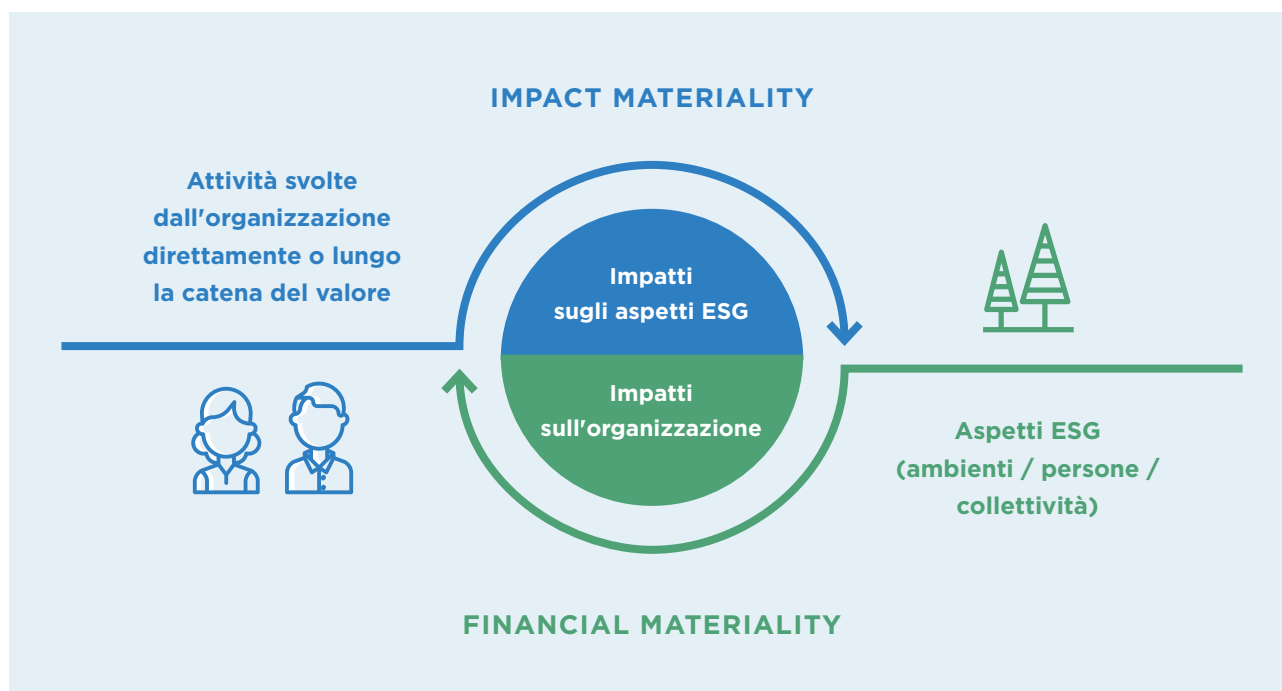 IMPACT MATERIALITY
Attività svolte
dall'organizzazione
direttamente o lungo
la catena del valore
Impatti
sugli aspetti ESG
Impatti
sull'organizzazione
Aspetti ESG
(ambienti / persone /
collettività)
FINANCIAL MATERIALITY